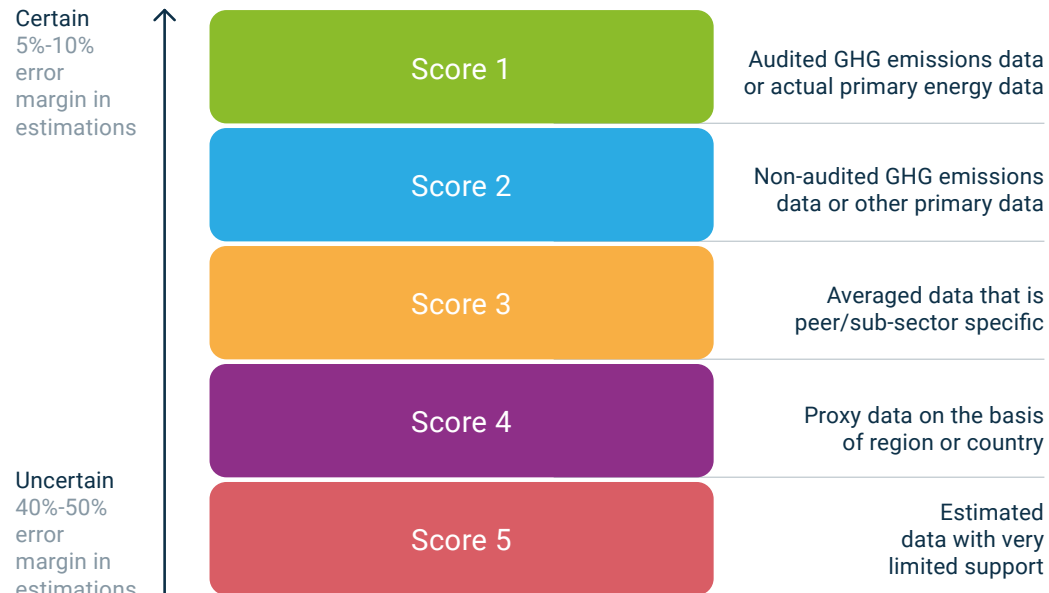 Certain
5%-10%
error
margin in
estimations
Score 1
Audited GHG emissions data
or actual primary energy data
Score 2
Non-audited GHG emissions
data or other primary data
Score 3
Averaged data that is
peer/sub-sector specific
Score 4
Proxy data on the basis
of region or country
Uncertain
40%-50%
error
margin in
estimations
Score 5
Estimated
data with very
limited support